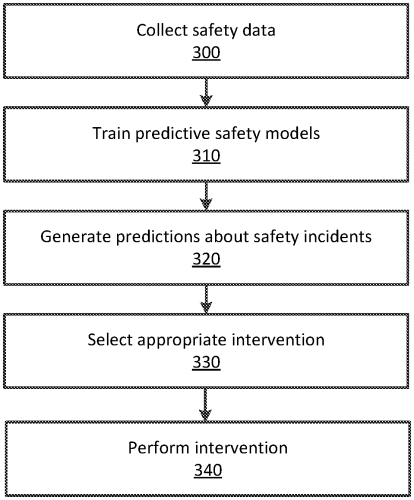 Collect safety data
300
Train predictive safety models
310
Generate predictions about safety incidents
320
Select appropriate intervention
330
Perform intervention
340